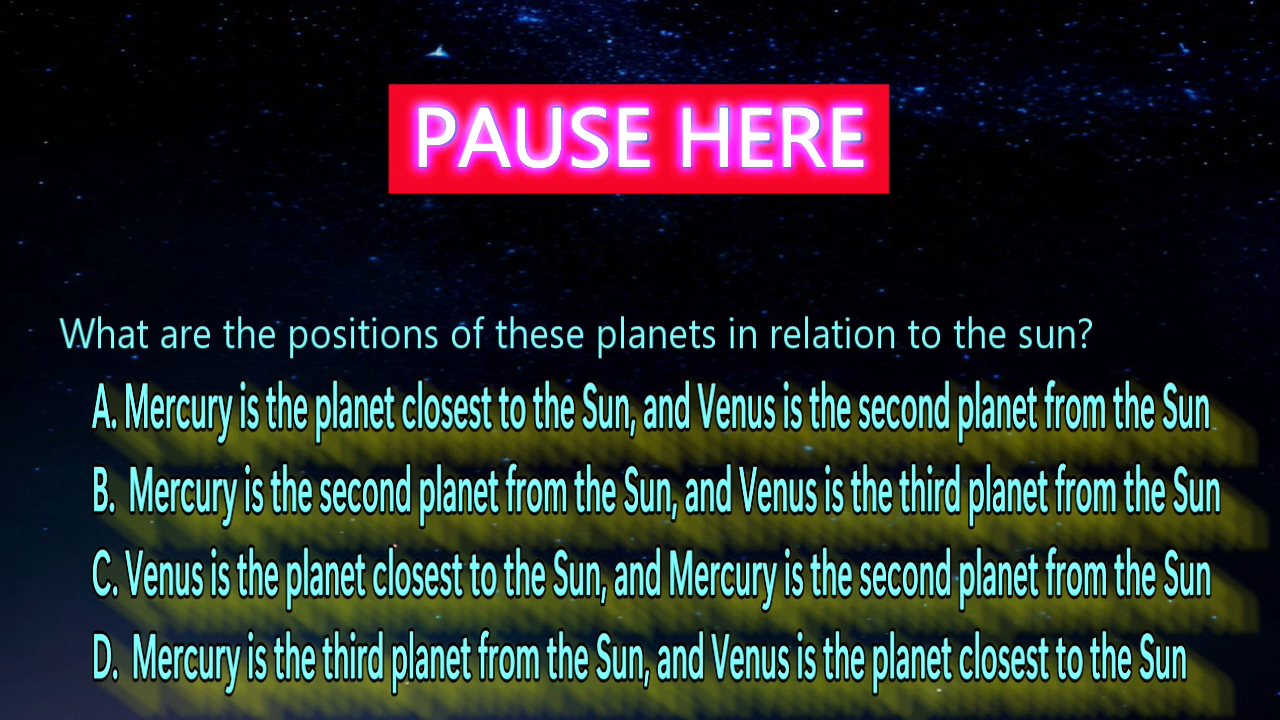 PAUSE HERE
What are the positions of these planets in relation to the sun?
A. Mercury is the planet closest to the Sun, and Venus is the second planet from the Sun
B. Mercury is the second planet from the Sun, and Venus is the third planet from the Sun
C. Venus is the planet closest to the Sun, and Mercury is the second planet from the Sun
D. Mercury is the third planet from the Sun, and Venus is the planet closest to the Sun